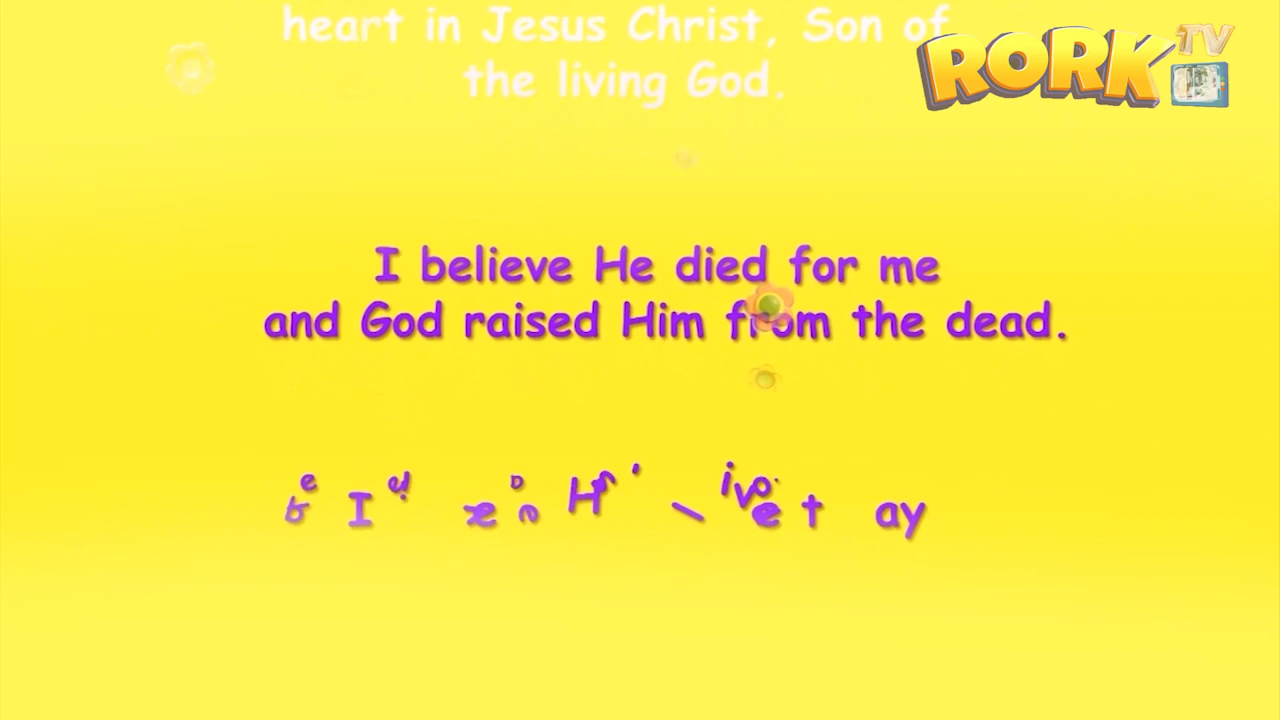 heart in Jesus Christ, Son of
the living God.
RORK TV
I believe He died for me
and God raised Him from the dead.